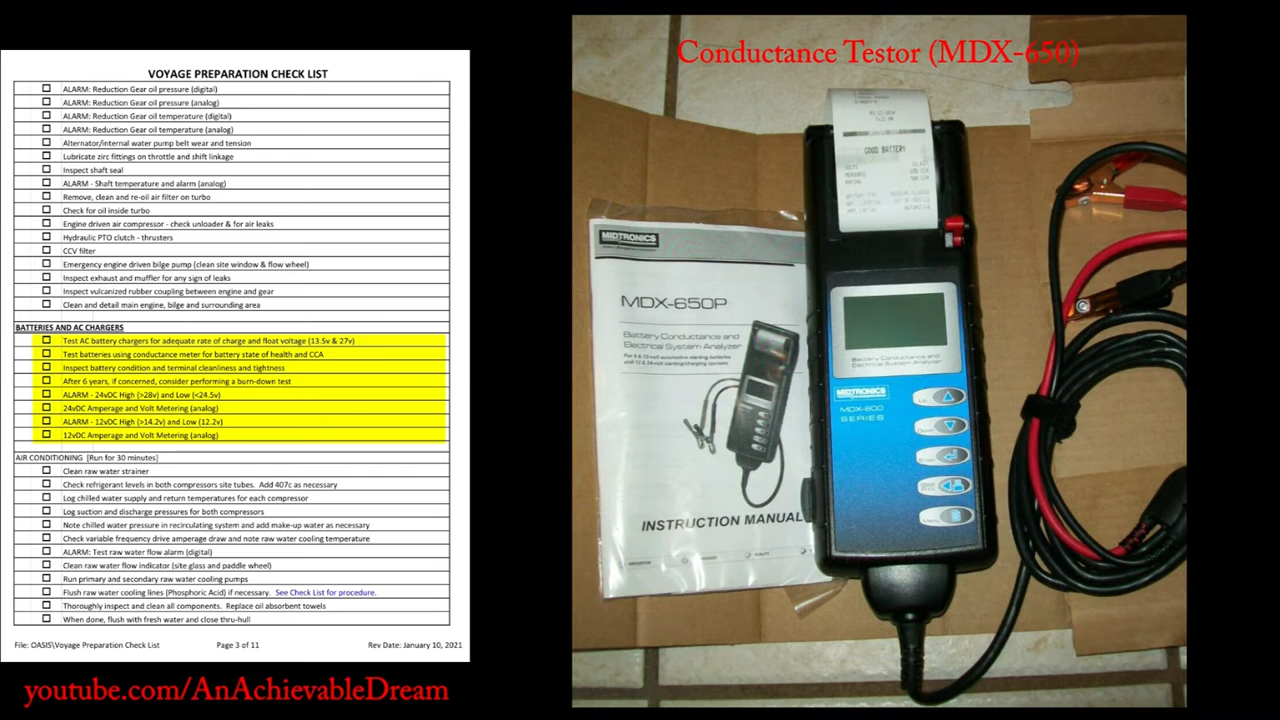 VOYAGE PREPARATION CHECK LIST
ALARM: Reduction Gear oil pressure (digital)
ALARM: Reduction Gear oil pressure (analog)
ALARM: Reduction Gear oil temperature (digital)
ALARM: Reduction Gear oil temperature (analog)
Alternator/internal water pump belt wear and tension
Lubricate zirc fittings on throttle and shift linkage
Inspect shaft seal
ALARM - Shaft temperature and alarm (analog)
Remove, clean and re-oil air filter on turbo
Check for oil inside turbo
Engine driven air compressor - check unloader & for air leaks
Hydraulic PTO clutch - thrusters
CCV filter
Emergency engine driven bilge pump (clean site window & flow wheel)
Inspect exhaust and muffler for any sign of leaks
Inspect vulcanized rubber coupling between engine and gear
Clean and detail main engine, bilge and surrounding area
BATTERIES AND AC CHARGERS
Test AC battery chargers for adequate rate of charge and float voltage (13.5v & 27v)
Test batteries using conductance meter for battery state of health and CCA
Inspect battery condition and terminal cleanliness and tightness
After 6 years, if concerned, consider performing a burn-down test
ALARM - 24vDC High (>28v) and Low (<24.5v)
24vDC Amperage and Volt Metering (analog)
ALARM - 12vDC High (>14.2v) and Low (12.2v)
12vDC Amperage and Volt Metering (analog)
AIR CONDITIONING [Run for 30 minutes]
Clean raw water strainer
Check refrigerant levels in both compressors site tubes. Add 407c as necessary
Log chilled water supply and return temperatures for each compressor
Log suction and discharge pressures for both compressors
Note chilled water pressure in recirculating system and add make-up water as necessary
Check variable frequency drive amperage draw and note raw water cooling temperature
ALARM: Test raw water flow alarm (digital)
Clean raw water flow indicator (site glass and paddle wheel)
Run primary and secondary raw water cooling pumps
Flush raw water cooling lines (Phosphoric Acid) if necessary. See Check List for procedure.
Thoroughly inspect and clean all components. Replace oil absorbent towels
When done, flush with fresh water and close thru-hull
File: OASIS\Voyage Preparation Check List Page 3 of 11 Rev Date: January 10, 2021
youtube.com/AnAchievableDream
Conductance Testor (MDX-650)
GOOD BATTERY
MIDTRONICS
MDX-650P
Battery Conductance and
Electrical System Analyzer
For 6 & 12-volt automotive starting batteries
and 12 & 24-volt starting/charging systems
INSTRUCTION MANUAL
Battery Conductance and
Electrical System Analyzer
MIDTRONICS
MDX-600
SERIES